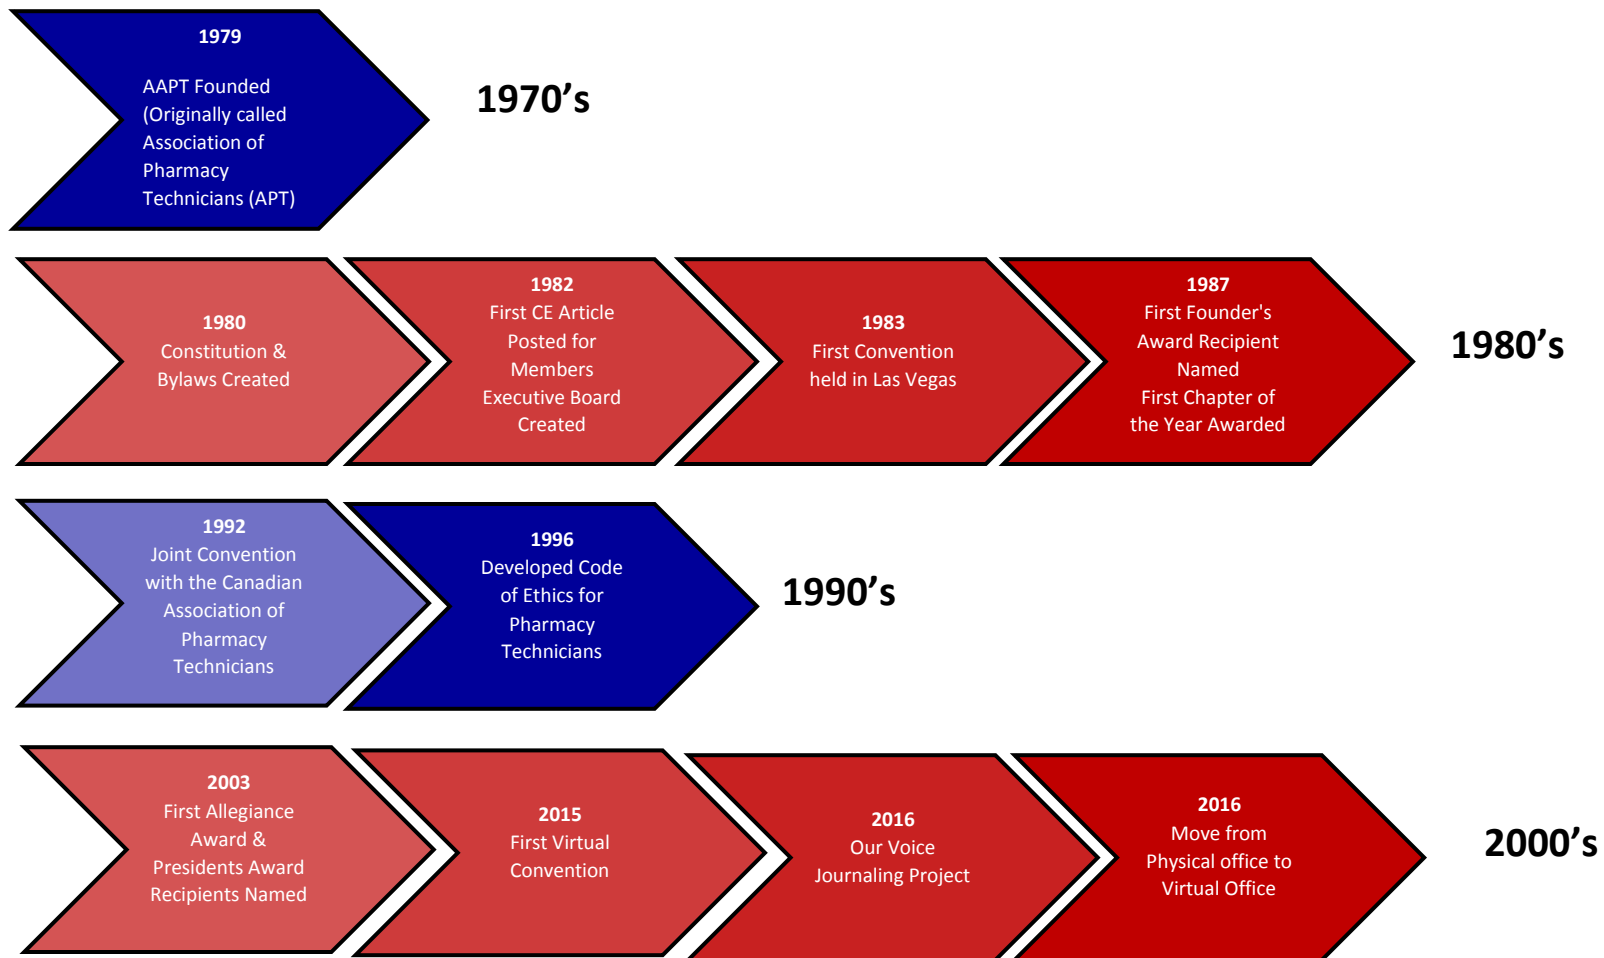 1979
AAPT Founded
(Originally called
Association of
Pharmacy
Technicians (APT)
1970’s
1980
Constitution &
Bylaws Created
1982
First CE Article
Posted for
Members
Executive Board
Created
1983
First Convention
held in Las Vegas
1987
First Founder's
Award Recipient
Named
First Chapter of
the Year Awarded
1980’s
1992
Joint Convention
with the Canadian
Association of
Pharmacy
Technicians
1996
Developed Code
of Ethics for
Pharmacy
Technicians
1990’s
2003
First Allegiance
Award &
Presidents Award
Recipients Named
2015
First Virtual
Convention
2016
Our Voice
Journaling Project
2016
Move from
Physical office to
Virtual Office
2000’s